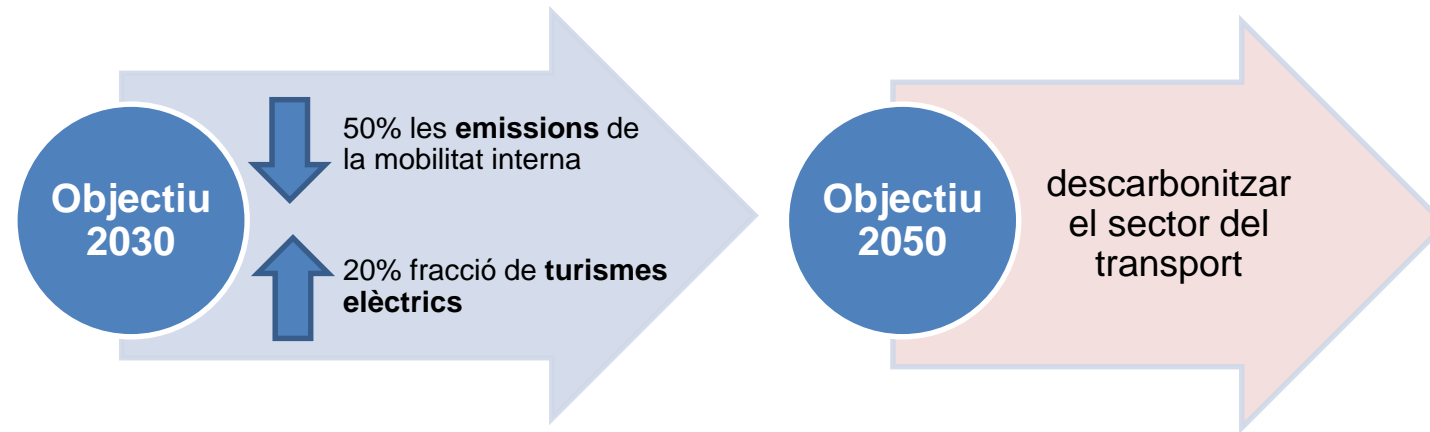 Objectiu
2030
50% les emissions de
la mobilitat interna
20% fracció de turismes
elèctrics
Objectiu
2050
descarbonitzar
el sector del
transport